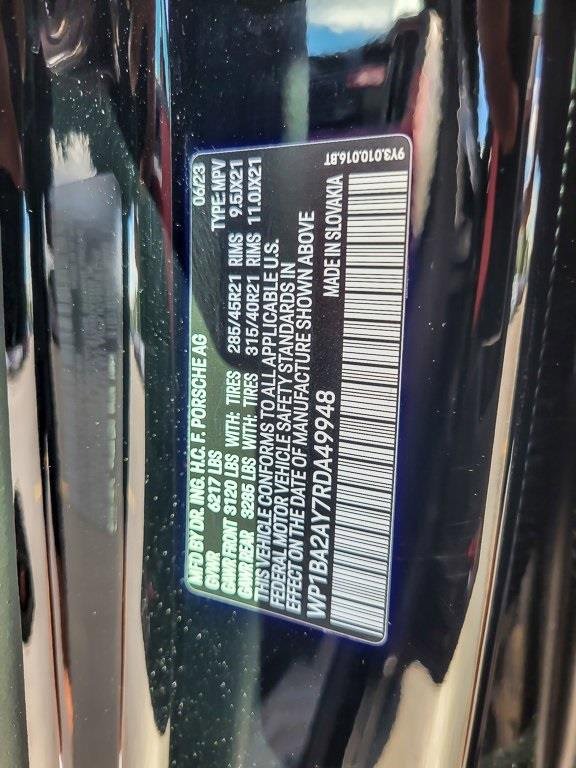 MFD BY DR. ING. H.C. F. PORSCHE AG 06/23
GVWR 6217 LBS TYPE: MPV
GAWR FRONT 3120 LBS WITH: TIRES 285/45R21 RIMS 9.5JX21
GAWR REAR 3285 LBS WITH: TIRES 315/40R21 RIMS 11.0JX21
THIS VEHICLE CONFORMS TO ALL APPLICABLE U.S.
FEDERAL MOTOR VEHICLE SAFETY STANDARDS IN
EFFECT ON THE DATE OF MANUFACTURE SHOWN ABOVE
WP1BA2AY7RDA49948 MADE IN SLOVAKIA
9Y3.010.016.BT